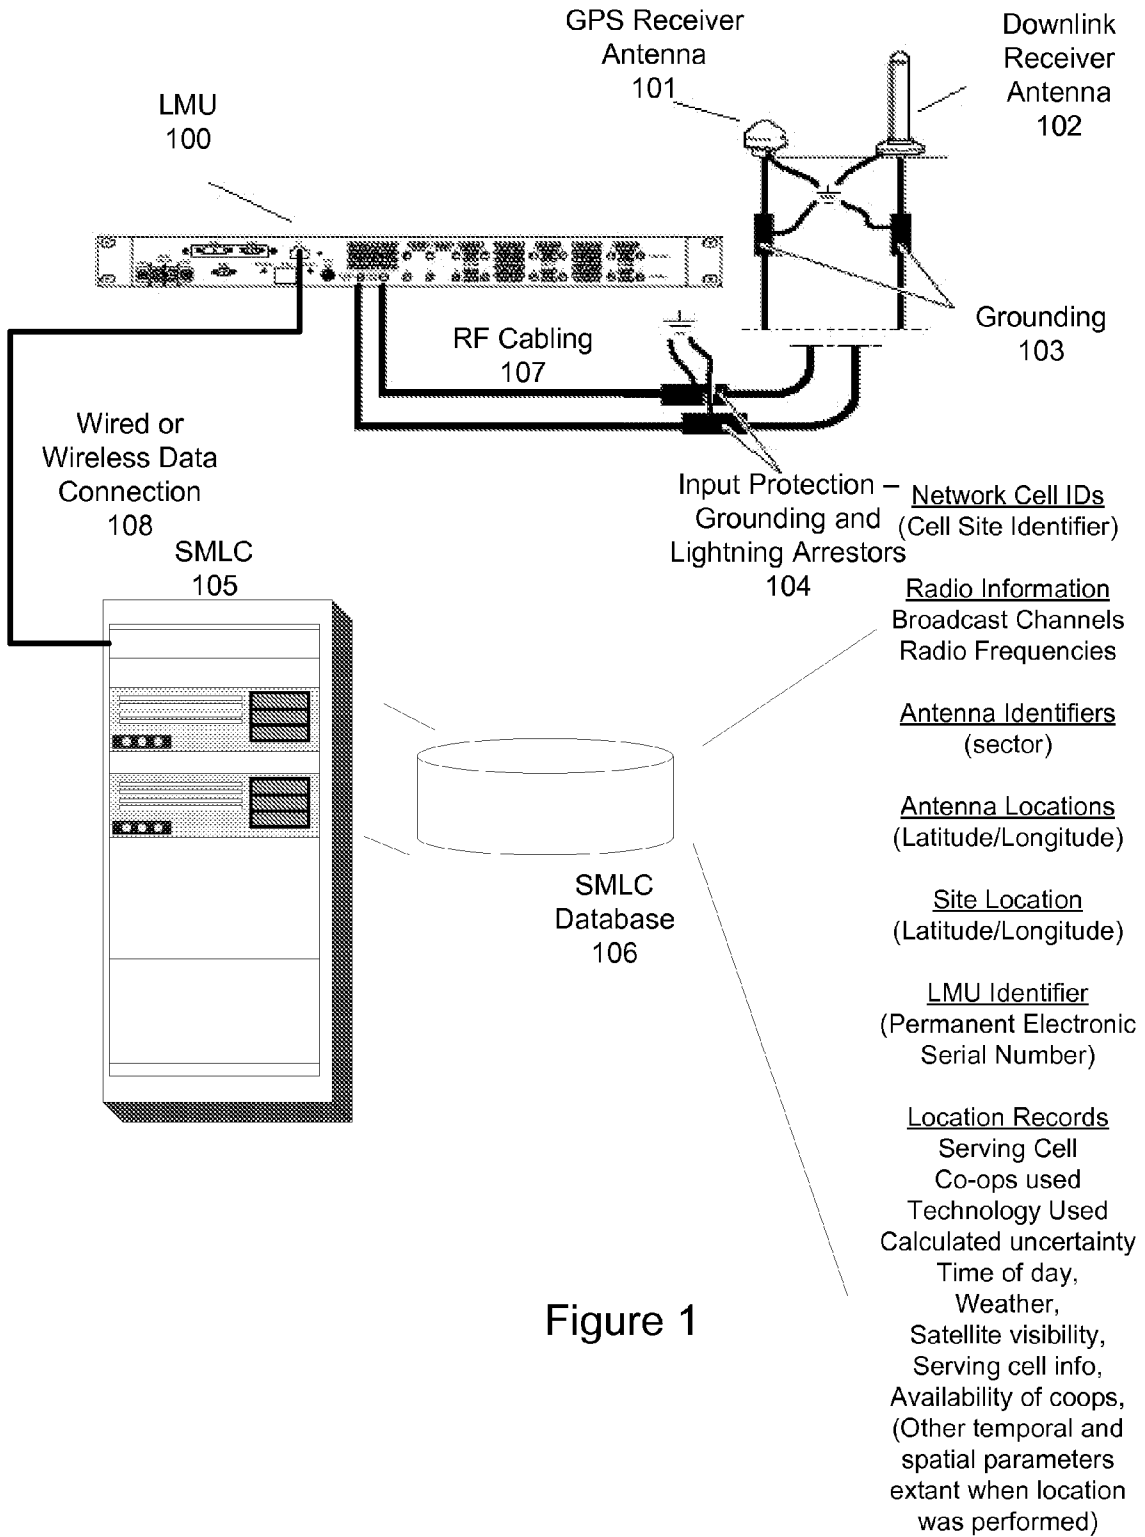 GPS Receiver
Antenna
101
Downlink
Receiver
Antenna
102
LMU
100
Grounding
103
RF Cabling
107
Wired or
Wireless Data
Connection
108
Input Protection –
Grounding and
Lightning Arrestors
104
SMLC
105
SMLC
Database
106
Network Cell IDs
(Cell Site Identifier)
Radio Information
Broadcast Channels
Radio Frequencies
Antenna Identifiers
(sector)
Antenna Locations
(Latitude/Longitude)
Site Location
(Latitude/Longitude)
LMU Identifier
(Permanent Electronic
Serial Number)
Location Records
Serving Cell
Co-ops used
Technology Used
Calculated uncertainty
Time of day,
Weather,
Satellite visibility,
Serving cell info,
Availability of coops,
(Other temporal and
spatial parameters
extant when location
was performed)
Figure 1